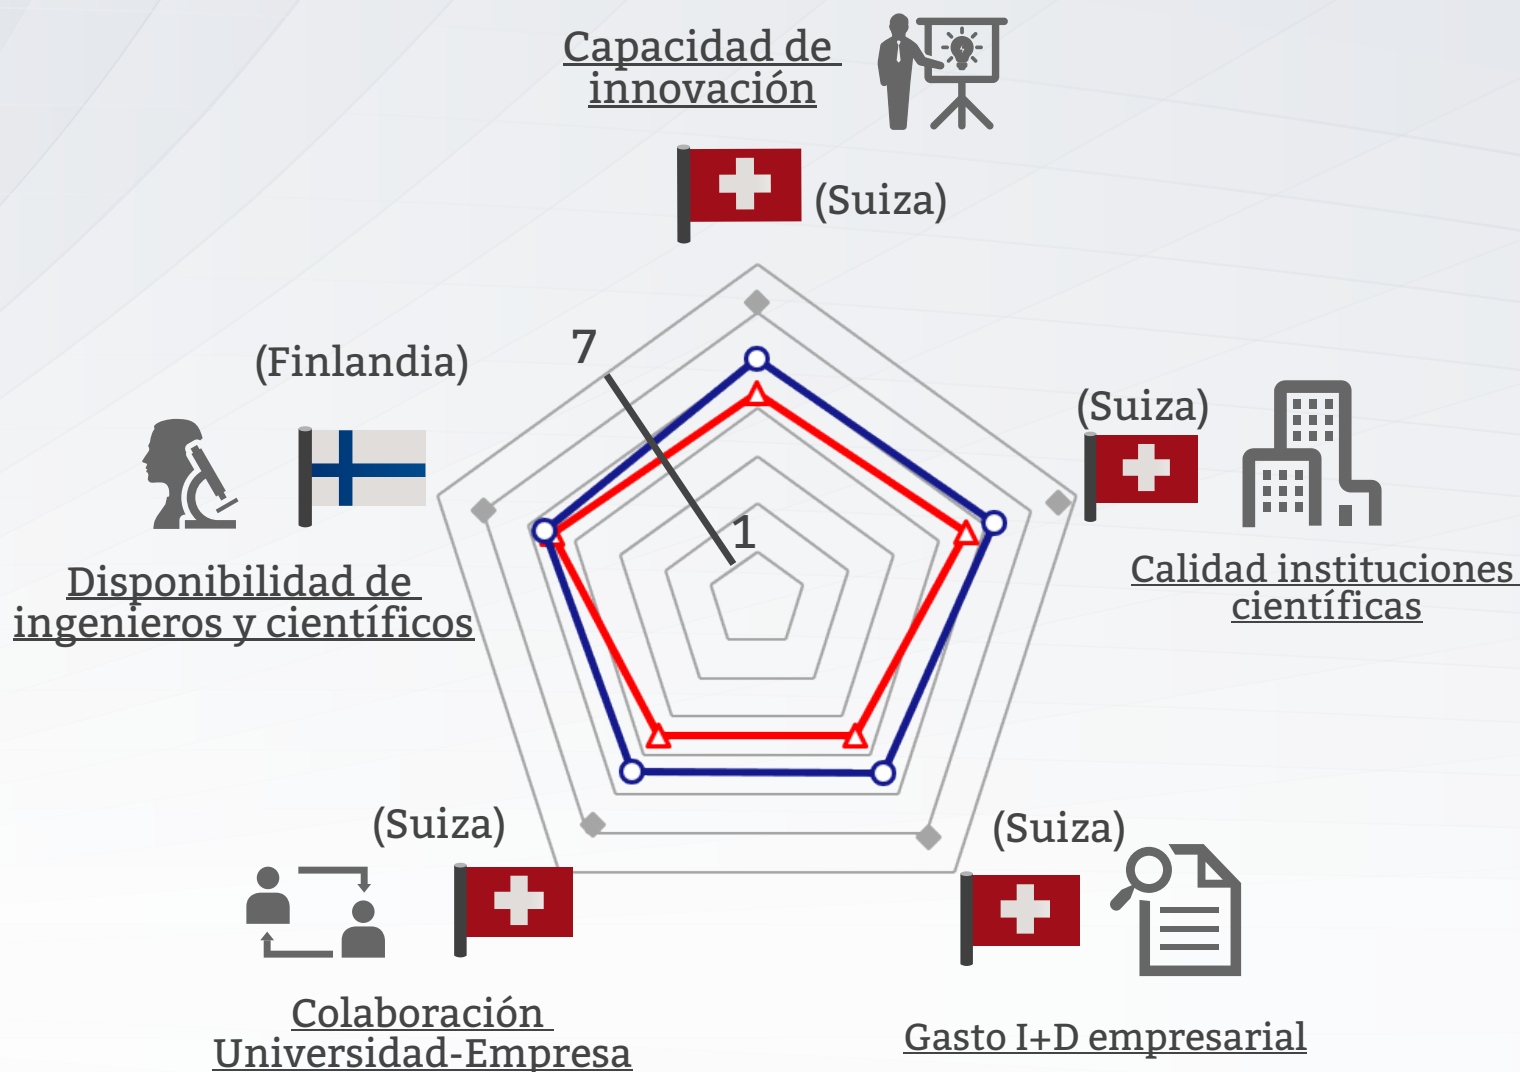 Capacidad de
innovación
(Suiza)
(Finlandia)
7
(Suiza)
1
Disponibilidad de
ingenieros y científicos
Calidad instituciones
científicas
(Suiza)
(Suiza)
Colaboración
Universidad-Empresa
Gasto I+D empresarial